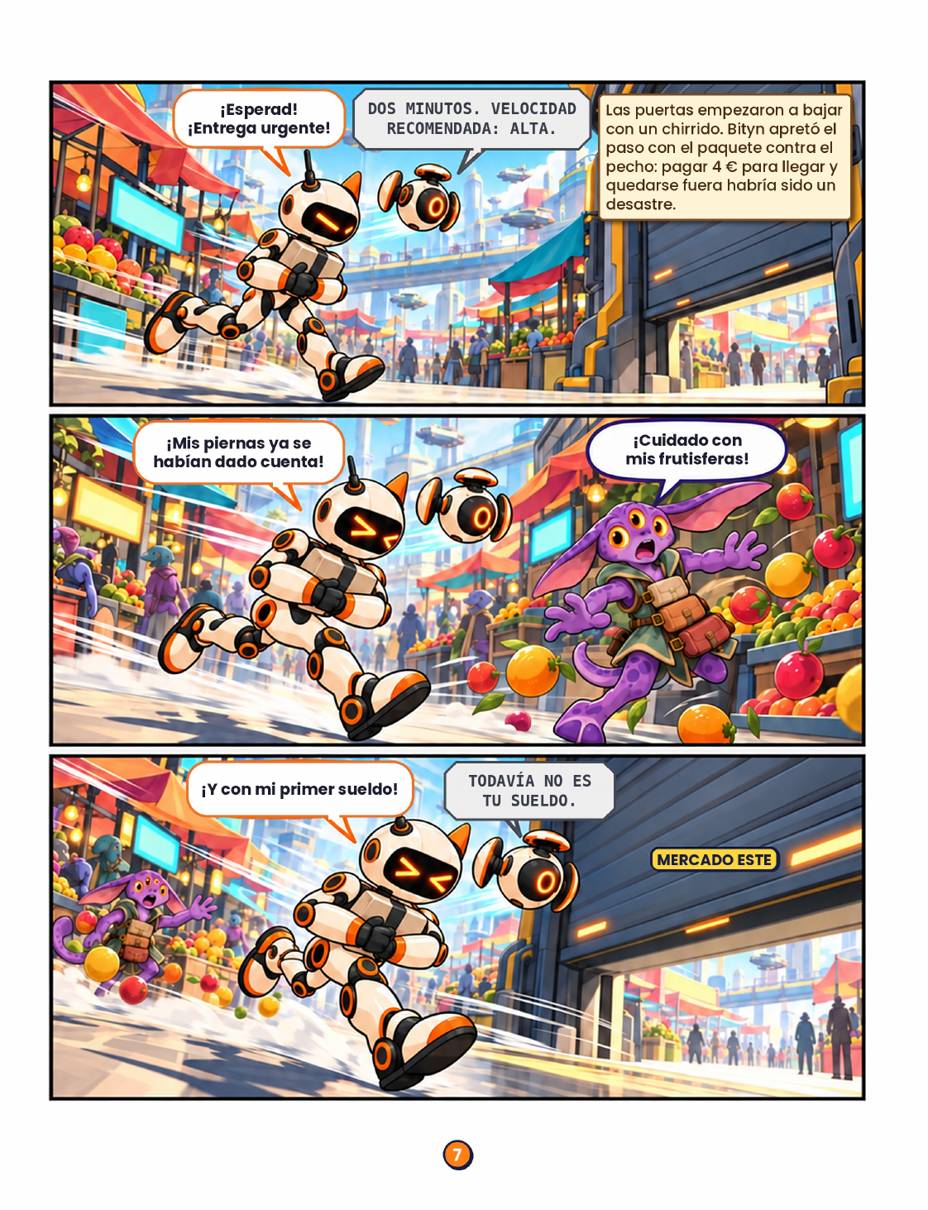 ¡Esperad!
¡Entrega urgente!
DOS MINUTOS. VELOCIDAD
RECOMENDADA: ALTA.
Las puertas empezaron a bajar
con un chirrido. Bityn apretó el
paso con el paquete contra el
pecho: pagar 4 € para llegar y
quedarse fuera habría sido un
desastre.
¡Mis piernas ya se
habían dado cuenta!
¡Cuidado con
mis frutisferas!
¡Y con mi primer sueldo!
TODAVÍA NO ES
TU SUELDO.
MERCADO ESTE
7